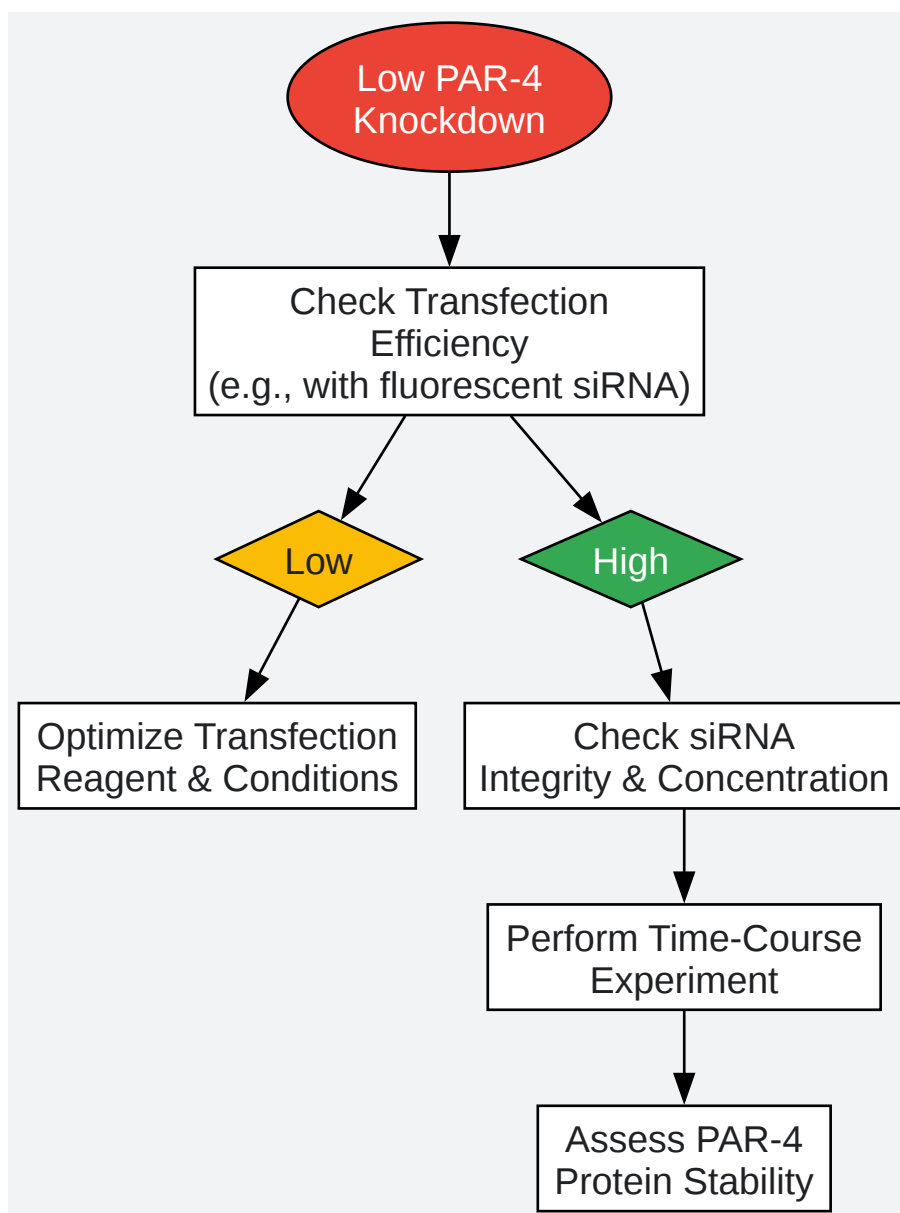 Low PAR-4
Knockdown
Check Transfection
Efficiency
(e.g., with fluorescent siRNA)
Low
High
Optimize Transfection
Reagent & Conditions
Check siRNA
Integrity & Concentration
Perform Time-Course
Experiment
Assess PAR-4
Protein Stability